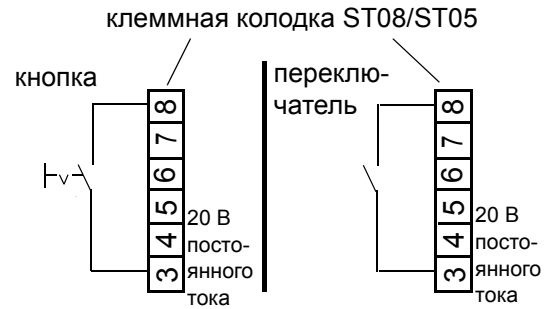 клеммная колодка ST08/ST05
кнопка
8
7
6
5
4
3
20 В
посто-
янного
тока
переклю-
чатель
8
7
6
5
4
3
20 В
посто-
янного
тока